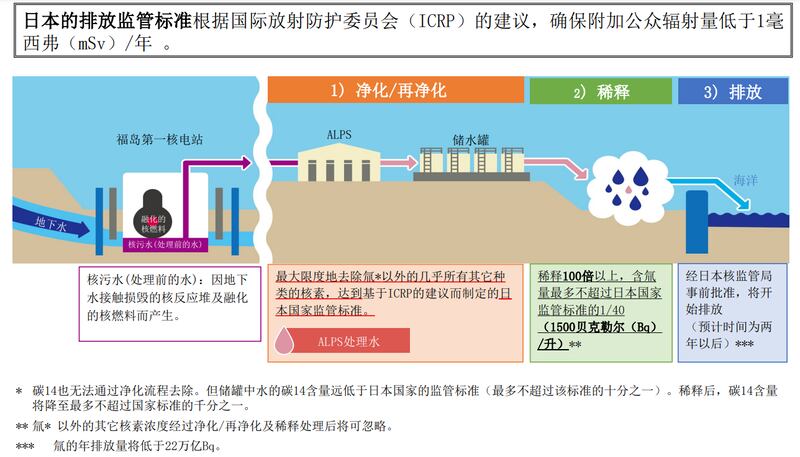 日本的排放监管标准根据国际放射防护委员会（ICRP）的建议，确保附加公众辐射量低于1毫
西弗（mSv）/年 。
1) 净化/再净化
2) 稀释
3) 排放
福岛第一核电站
ALPS
储水罐
海洋
地下水
融化的
核燃料
核污水(处理前的水)
核污水(处理前的水)：因地下
水接触损毁的核反应堆及融化
的核燃料而产生。
最大限度地去除氚*以外的几乎所有其它种
类的核素，达到基于ICRP的建议而制定的日
本国家监管标准。
ALPS处理水
稀释100倍以上，含氚
量最多不超过日本国家
监管标准的1/40
（1500贝克勒尔（Bq）
/升）**
经日本核监管局
事前批准，将开
始排放
（预计时间为两
年以后）***
* 碳14也无法通过净化流程去除。但储罐中水的碳14含量远低于日本国家的监管标准（最多不超过该标准的十分之一）。稀释后，碳14含量
将降至最多不超过国家标准的千分之一。
** 氚* 以外的其它核素浓度经过净化/再净化及稀释处理后将可忽略。
*** 氚的年排放量将低于22万亿Bq。